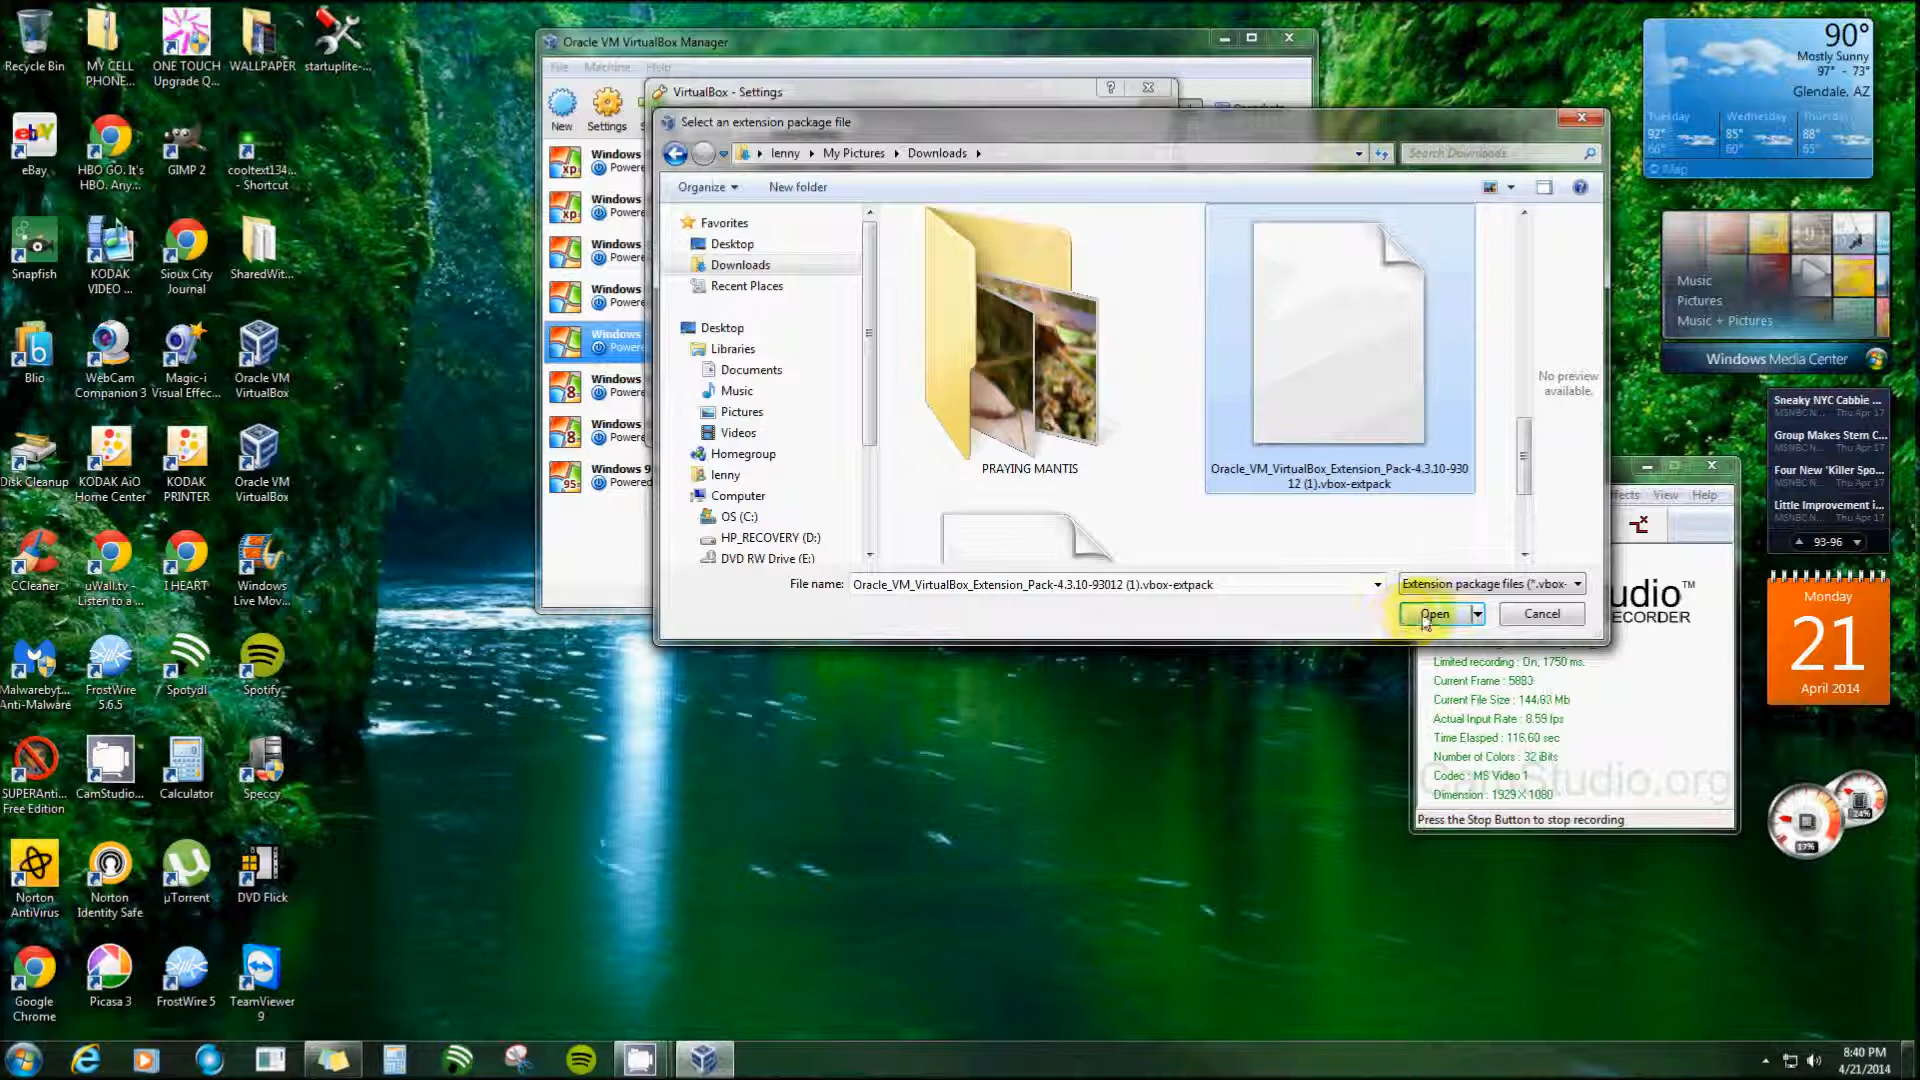 Recycle Bin
MY CELL
PHONE...
ONE TOUCH
Upgrade Q...
WALLPAPER
startuplite-...
eBay
HBO GO. It's
HBO. Any:...
GIMP 2
cooltext134...
- Shortcut
Snapfish
KODAK
VIDEO ...
Sioux City
Journal
SharedWit...
Blio
WebCam
Companion 3
Magic-i
Visual Effec...
Oracle VM
VirtualBox
Disk Cleanup
KODAK AiO
Home Center
KODAK
PRINTER
Oracle VM
VirtualBox
CCleaner
uWall.tv -
Listen to a ...
I HEART
Windows
Live Mov...
Malwarebyt...
Anti-Malware
FrostWire
5.6.5
Spotydl
Spotify
SUPERAnti...
Free Edition
CamStudio...
Calculator
Speccy
Norton
AntiVirus
Norton
Identity Safe
µTorrent
DVD Flick
Google
Chrome
Picasa 3
FrostWire 5
TeamViewer
9
Oracle VM VirtualBox Manager
File Machine Help
New
Settings
Windows
Powered
Windows
Powere
Windows
Powere
Windows
Powere
Windows
Powere
Windows
Powere
Windows
Powere
Windows 9
Powered
VirtualBox - Settings
Select an extension package file
lenny
My Pictures
Downloads
Search Downloads
Organize
New folder
Favorites
Desktop
Downloads
Recent Places
Desktop
Libraries
Documents
Music
Pictures
Videos
Homegroup
lenny
Computer
OS (C:)
HP_RECOVERY (D:)
DVD RW Drive (E:)
PRAYING MANTIS
Oracle_VM_VirtualBox_Extension_Pack-4.3.10-930
12 (1).vbox-extpack
No preview
available.
File name:
Oracle_VM_VirtualBox_Extension_Pack-4.3.10-93012 (1).vbox-extpack
Extension package files (*.vbox-
Open
Cancel
View
Help
Limited recording : On, 1750 ms.
Current Frame : 5883
Current File Size : 144.63 Mb
Actual Input Rate : 8.59 fps
Time Elasped : 116.60 sec
Number of Colors : 32 iBits
Codec : MS Video 1
Dimension : 1929 X 1080
Press the Stop Button to stop recording
90°
Mostly Sunny
97° - 73°
Glendale, AZ
Tuesday
Wednesday
Thursday
92°
66°
85°
60°
88°
65°
Music
Pictures
Music + Pictures
Windows Media Center
Sneaky NYC Cabbie ...
MSNBC N... Thu Apr 17
Group Makes Stem C...
MSNBC N... Thu Apr 17
Four New 'Killer Spo...
MSNBC N... Thu Apr 17
Little Improvement i...
MSNBC N... Thu Apr 17
93-96
Monday
21
April 2014
24%
17%
8:40 PM
4/21/2014